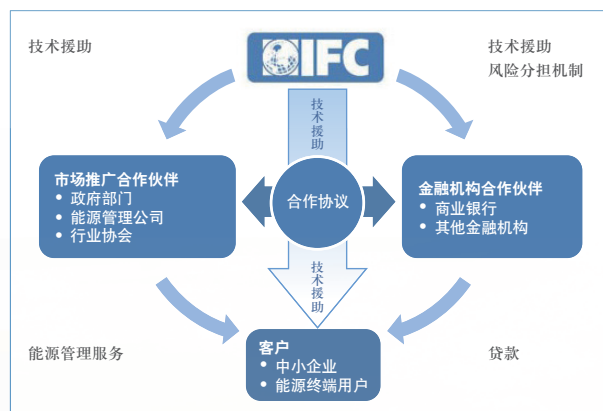 技术援助
IFC
技术援助
风险分担机制
技术援助
市场推广合作伙伴
• 政府部门
• 能源管理公司
• 行业协会
合作协议
金融机构合作伙伴
• 商业银行
• 其他金融机构
技术援助
能源管理服务
客户
• 中小企业
• 能源终端用户
贷款